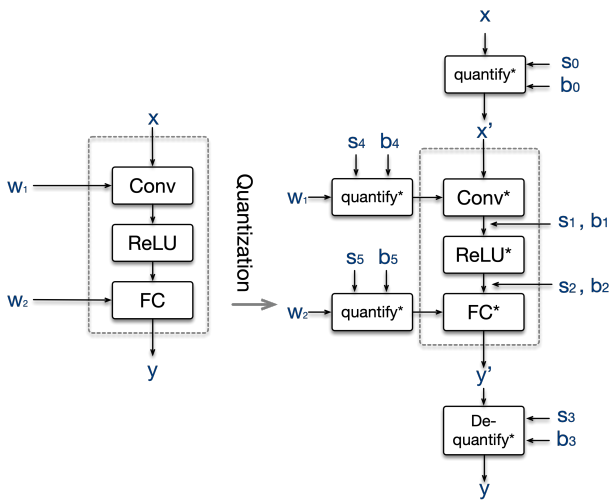 x
quantify*
s0
b0
x'
x
s4 b4
w1
Conv
w1
quantify*
Conv*
s1 , b1
ReLU
Quantization
ReLU*
s5 b5
s2 , b2
w2
FC
w2
quantify*
FC*
y
y'
De-
quantify*
s3
b3
y